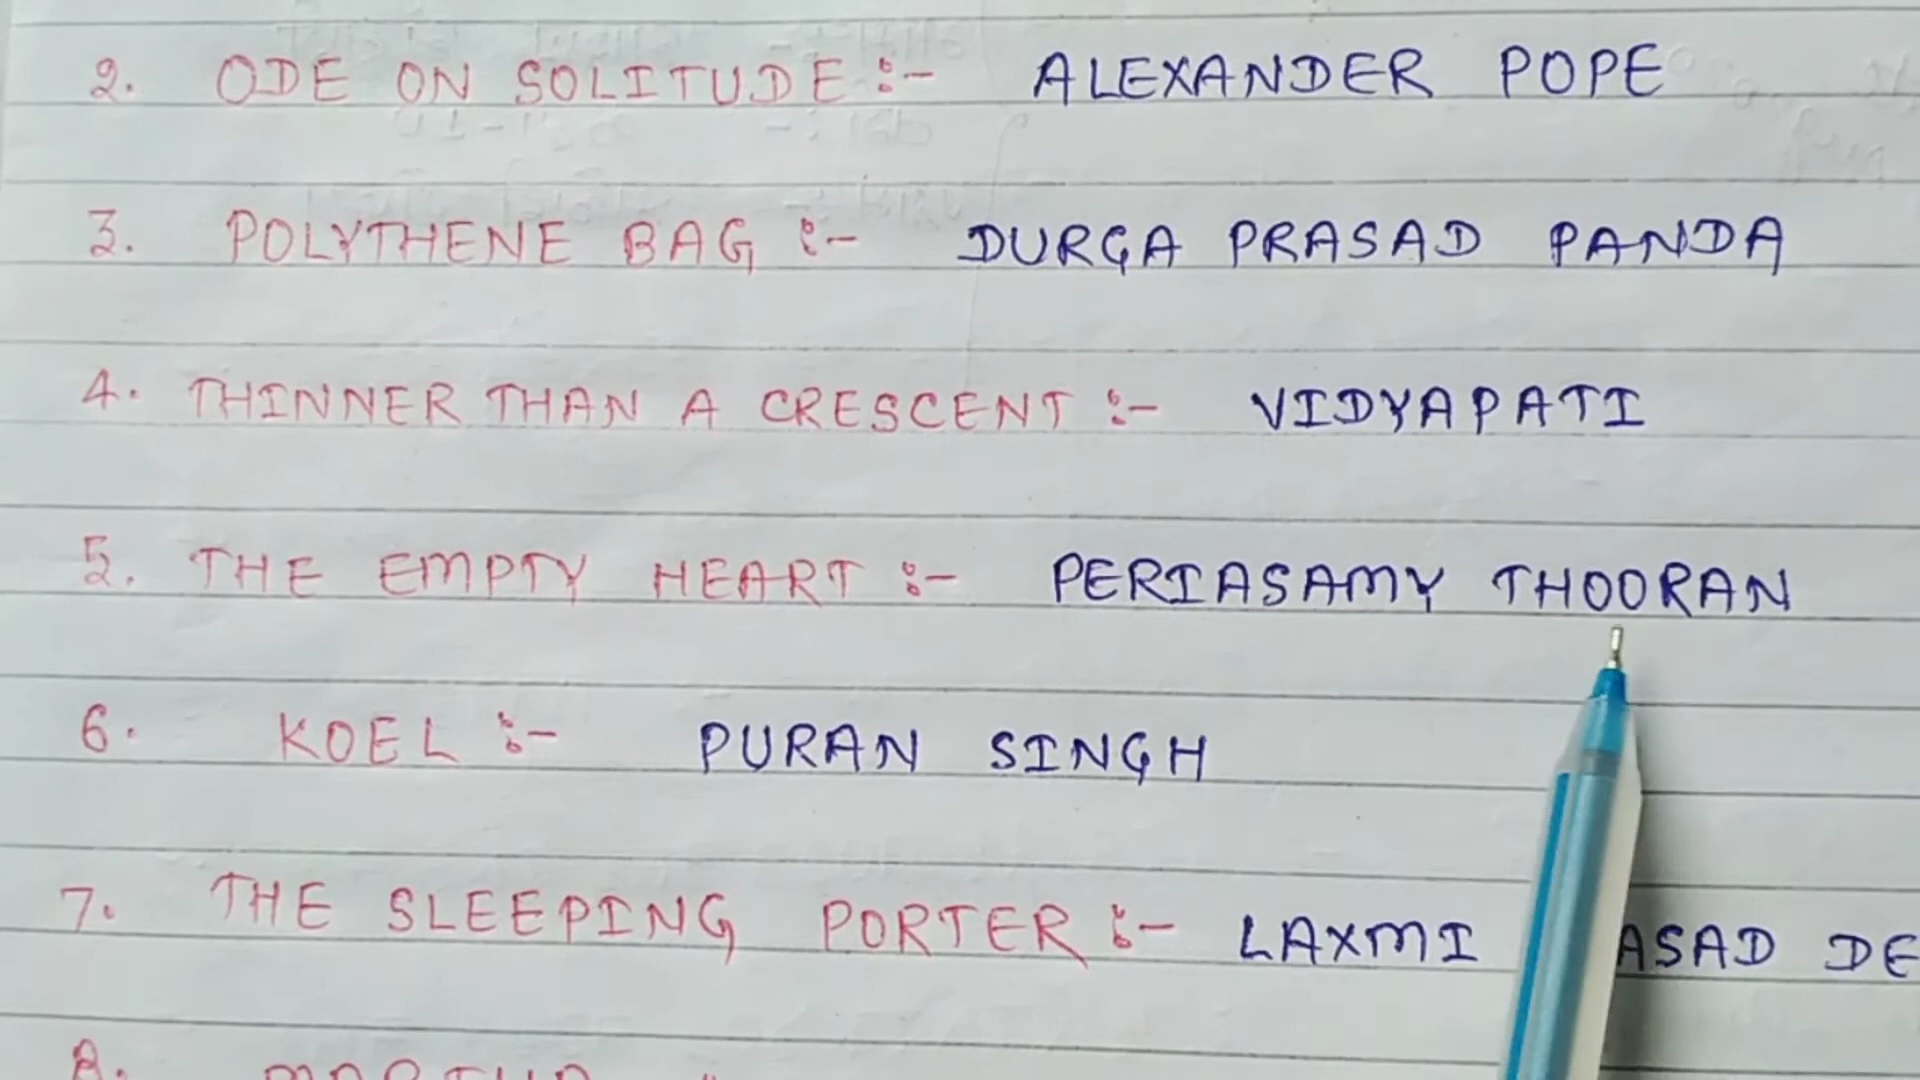 2. ODE ON SOLITUDE :- ALEXANDER POPE
3. POLYTHENE BAG :- DURGA PRASAD PANDA
4. THINNER THAN A CRESCENT :- VIDYAPATI
5. THE EMPTY HEART :- PERIASAMY THOORAN
6. KOEL :- PURAN SINGH
7. THE SLEEPING PORTER :- LAXMI ASAD DE
8.